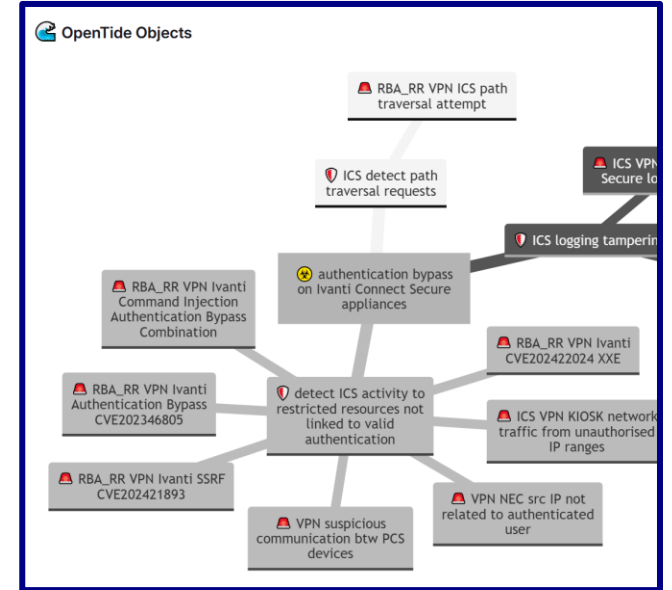 OpenTide Objects
RBA_RR VPN ICS path
traversal attempt
ICS VPN
Secure lo
ICS detect path
traversal requests
ICS logging tamperin
authentication bypass
on Ivanti Connect Secure
appliances
RBA_RR VPN Ivanti
Command Injection
Authentication Bypass
Combination
RBA_RR VPN Ivanti
CVE202422024 XXE
RBA_RR VPN Ivanti
Authentication Bypass
CVE202346805
detect ICS activity to
restricted resources not
linked to valid
authentication
ICS VPN KIOSK network
traffic from unauthorised
IP ranges
RBA_RR VPN Ivanti SSRF
CVE202421893
VPN NEC src IP not
related to authenticated
user
VPN suspicious
communication btw PCS
devices